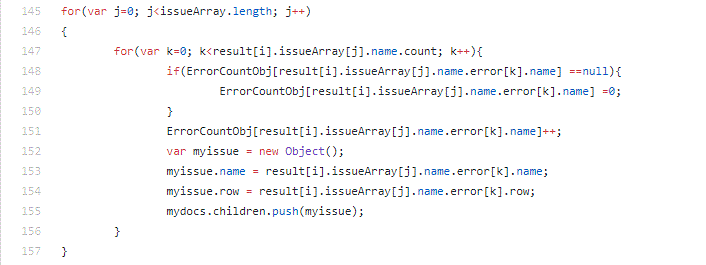 145 for(var j=0; j<issueArray.length; j++)
146 {
147 for(var k=0; k<result[i].issueArray[j].name.count; k++){
148 if(ErrorCountObj[result[i].issueArray[j].name.error[k].name] ==null){
149 ErrorCountObj[result[i].issueArray[j].name.error[k].name] =0;
150 }
151 ErrorCountObj[result[i].issueArray[j].name.error[k].name]++;
152 var myissue = new Object();
153 myissue.name = result[i].issueArray[j].name.error[k].name;
154 myissue.row = result[i].issueArray[j].name.error[k].row;
155 mydocs.children.push(myissue);
156 }
157 }